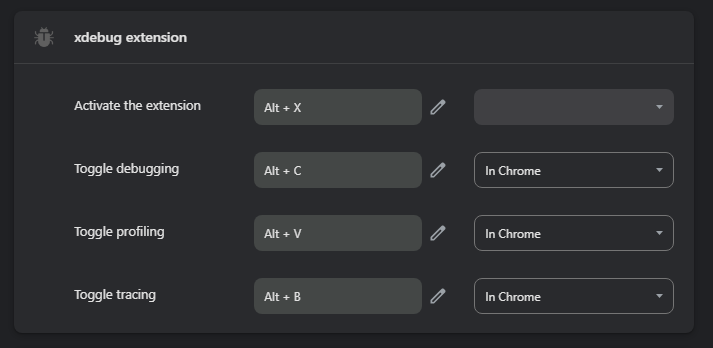 xdebug extension
Activate the extension
Alt + X
Toggle debugging
Alt + C
In Chrome
Toggle profiling
Alt + V
In Chrome
Toggle tracing
Alt + B
In Chrome